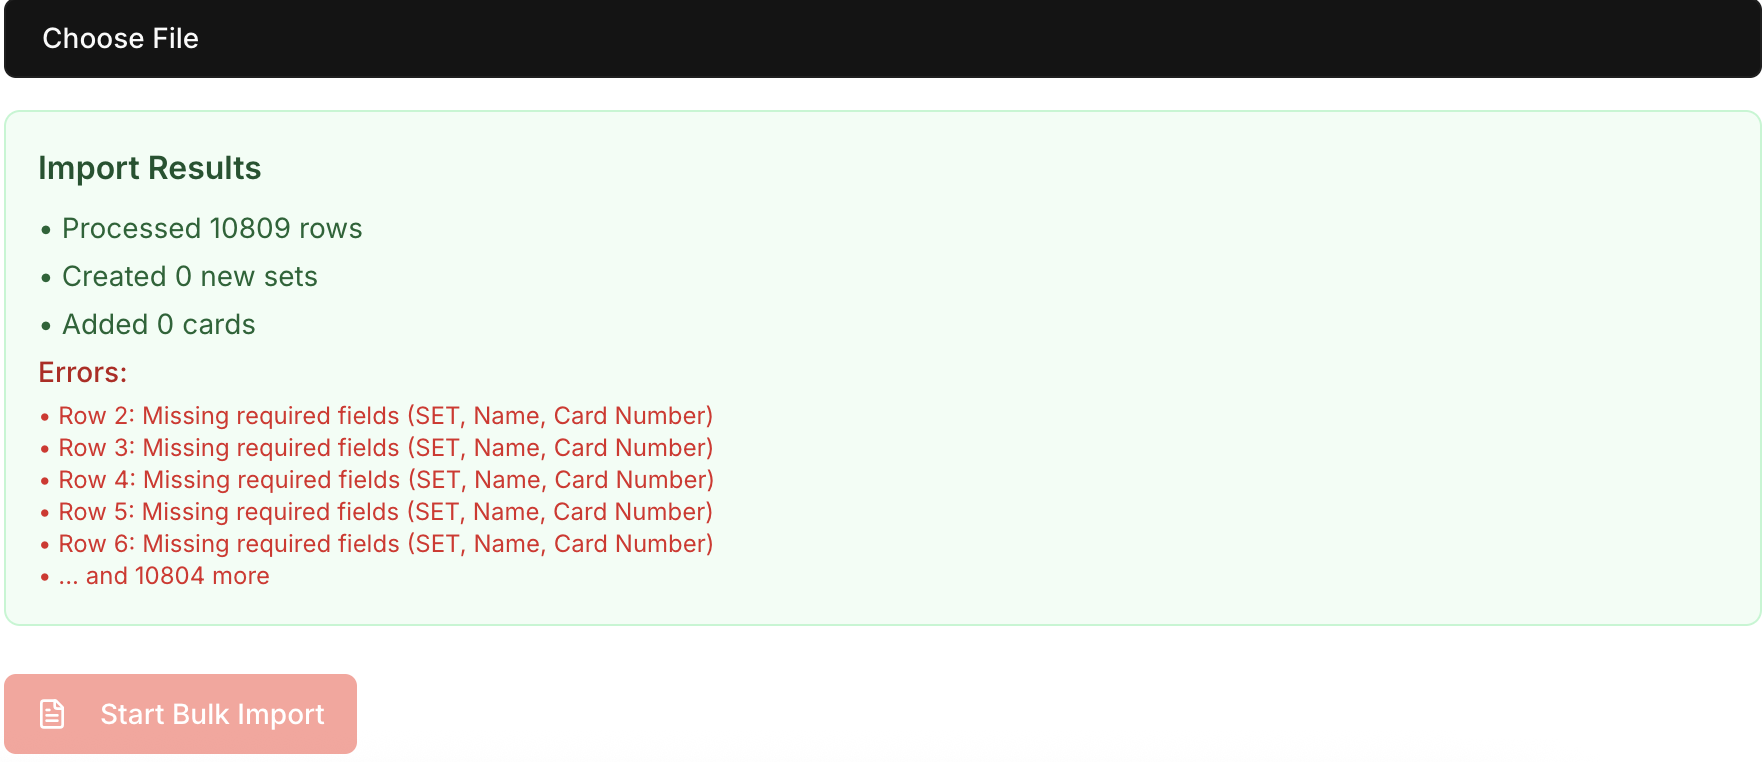 Choose File
Import Results
• Processed 10809 rows
• Created 0 new sets
• Added 0 cards
Errors:
• Row 2: Missing required fields (SET, Name, Card Number)
• Row 3: Missing required fields (SET, Name, Card Number)
• Row 4: Missing required fields (SET, Name, Card Number)
• Row 5: Missing required fields (SET, Name, Card Number)
• Row 6: Missing required fields (SET, Name, Card Number)
• ... and 10804 more
Start Bulk Import